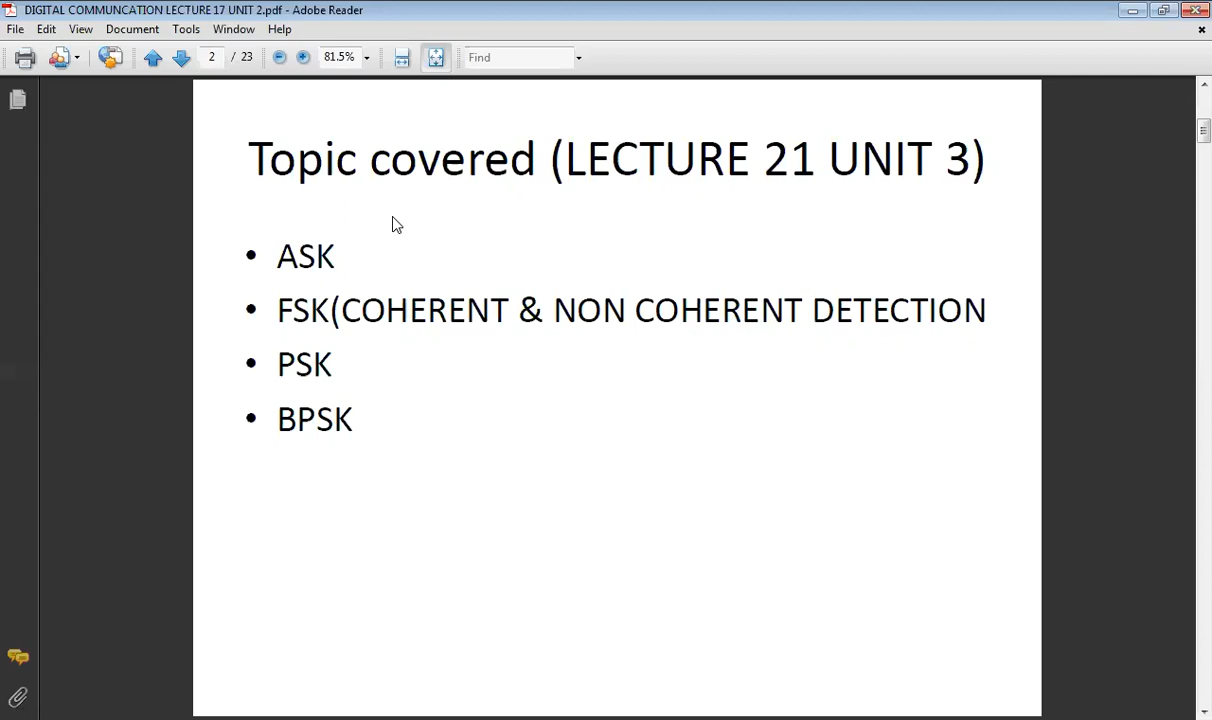 DIGITAL COMMUNCATION LECTURE 17 UNIT 2.pdf - Adobe Reader
File Edit View Document Tools Window Help
2 / 23 81.5% Find
Topic covered (LECTURE 21 UNIT 3)
• ASK
• FSK(COHERENT & NON COHERENT DETECTION
• PSK
• BPSK